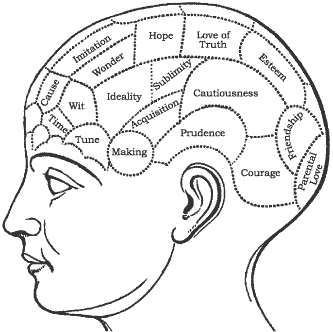 Imitation
Hope
Love of
Truth
Esteem
Wonder
Sublimity
Cause
Wit
Ideality
Cautiousness
Acquisition
Time
Tune
Making
Prudence
Friendship
Courage
Parental
Love